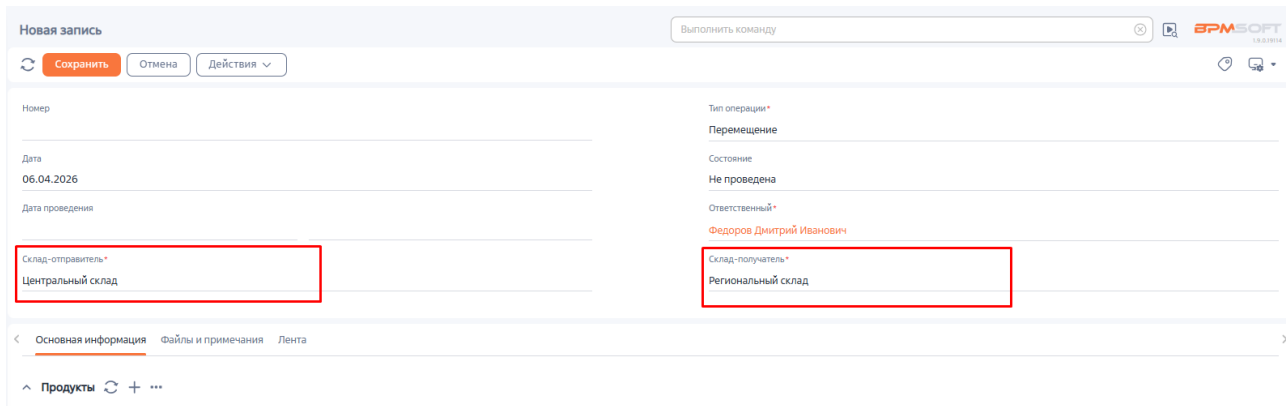 Новая запись
Выполнить команду
BPMSOFT
Сохранить Отмена Действия
Номер
Тип операции*
Перемещение
Дата
06.04.2026
Состояние
Не проведена
Дата проведения
Ответственный*
Федоров Дмитрий Иванович
Склад-отправитель*
Центральный склад
Склад-получатель*
Региональный склад
Основная информация Файлы и примечания Лента
Продукты